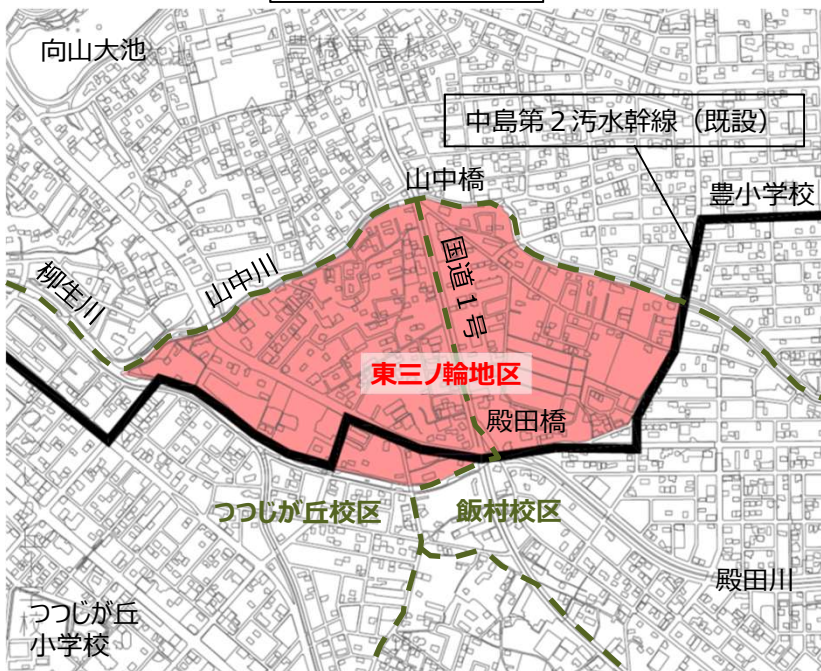 向山大池
中島第２汚水幹線（既設）
山中橋
豊小学校
国道１号
柳生川
山中川
東三ノ輪地区
殿田橋
つつじが丘校区
飯村校区
殿田川
つつじが丘
小学校